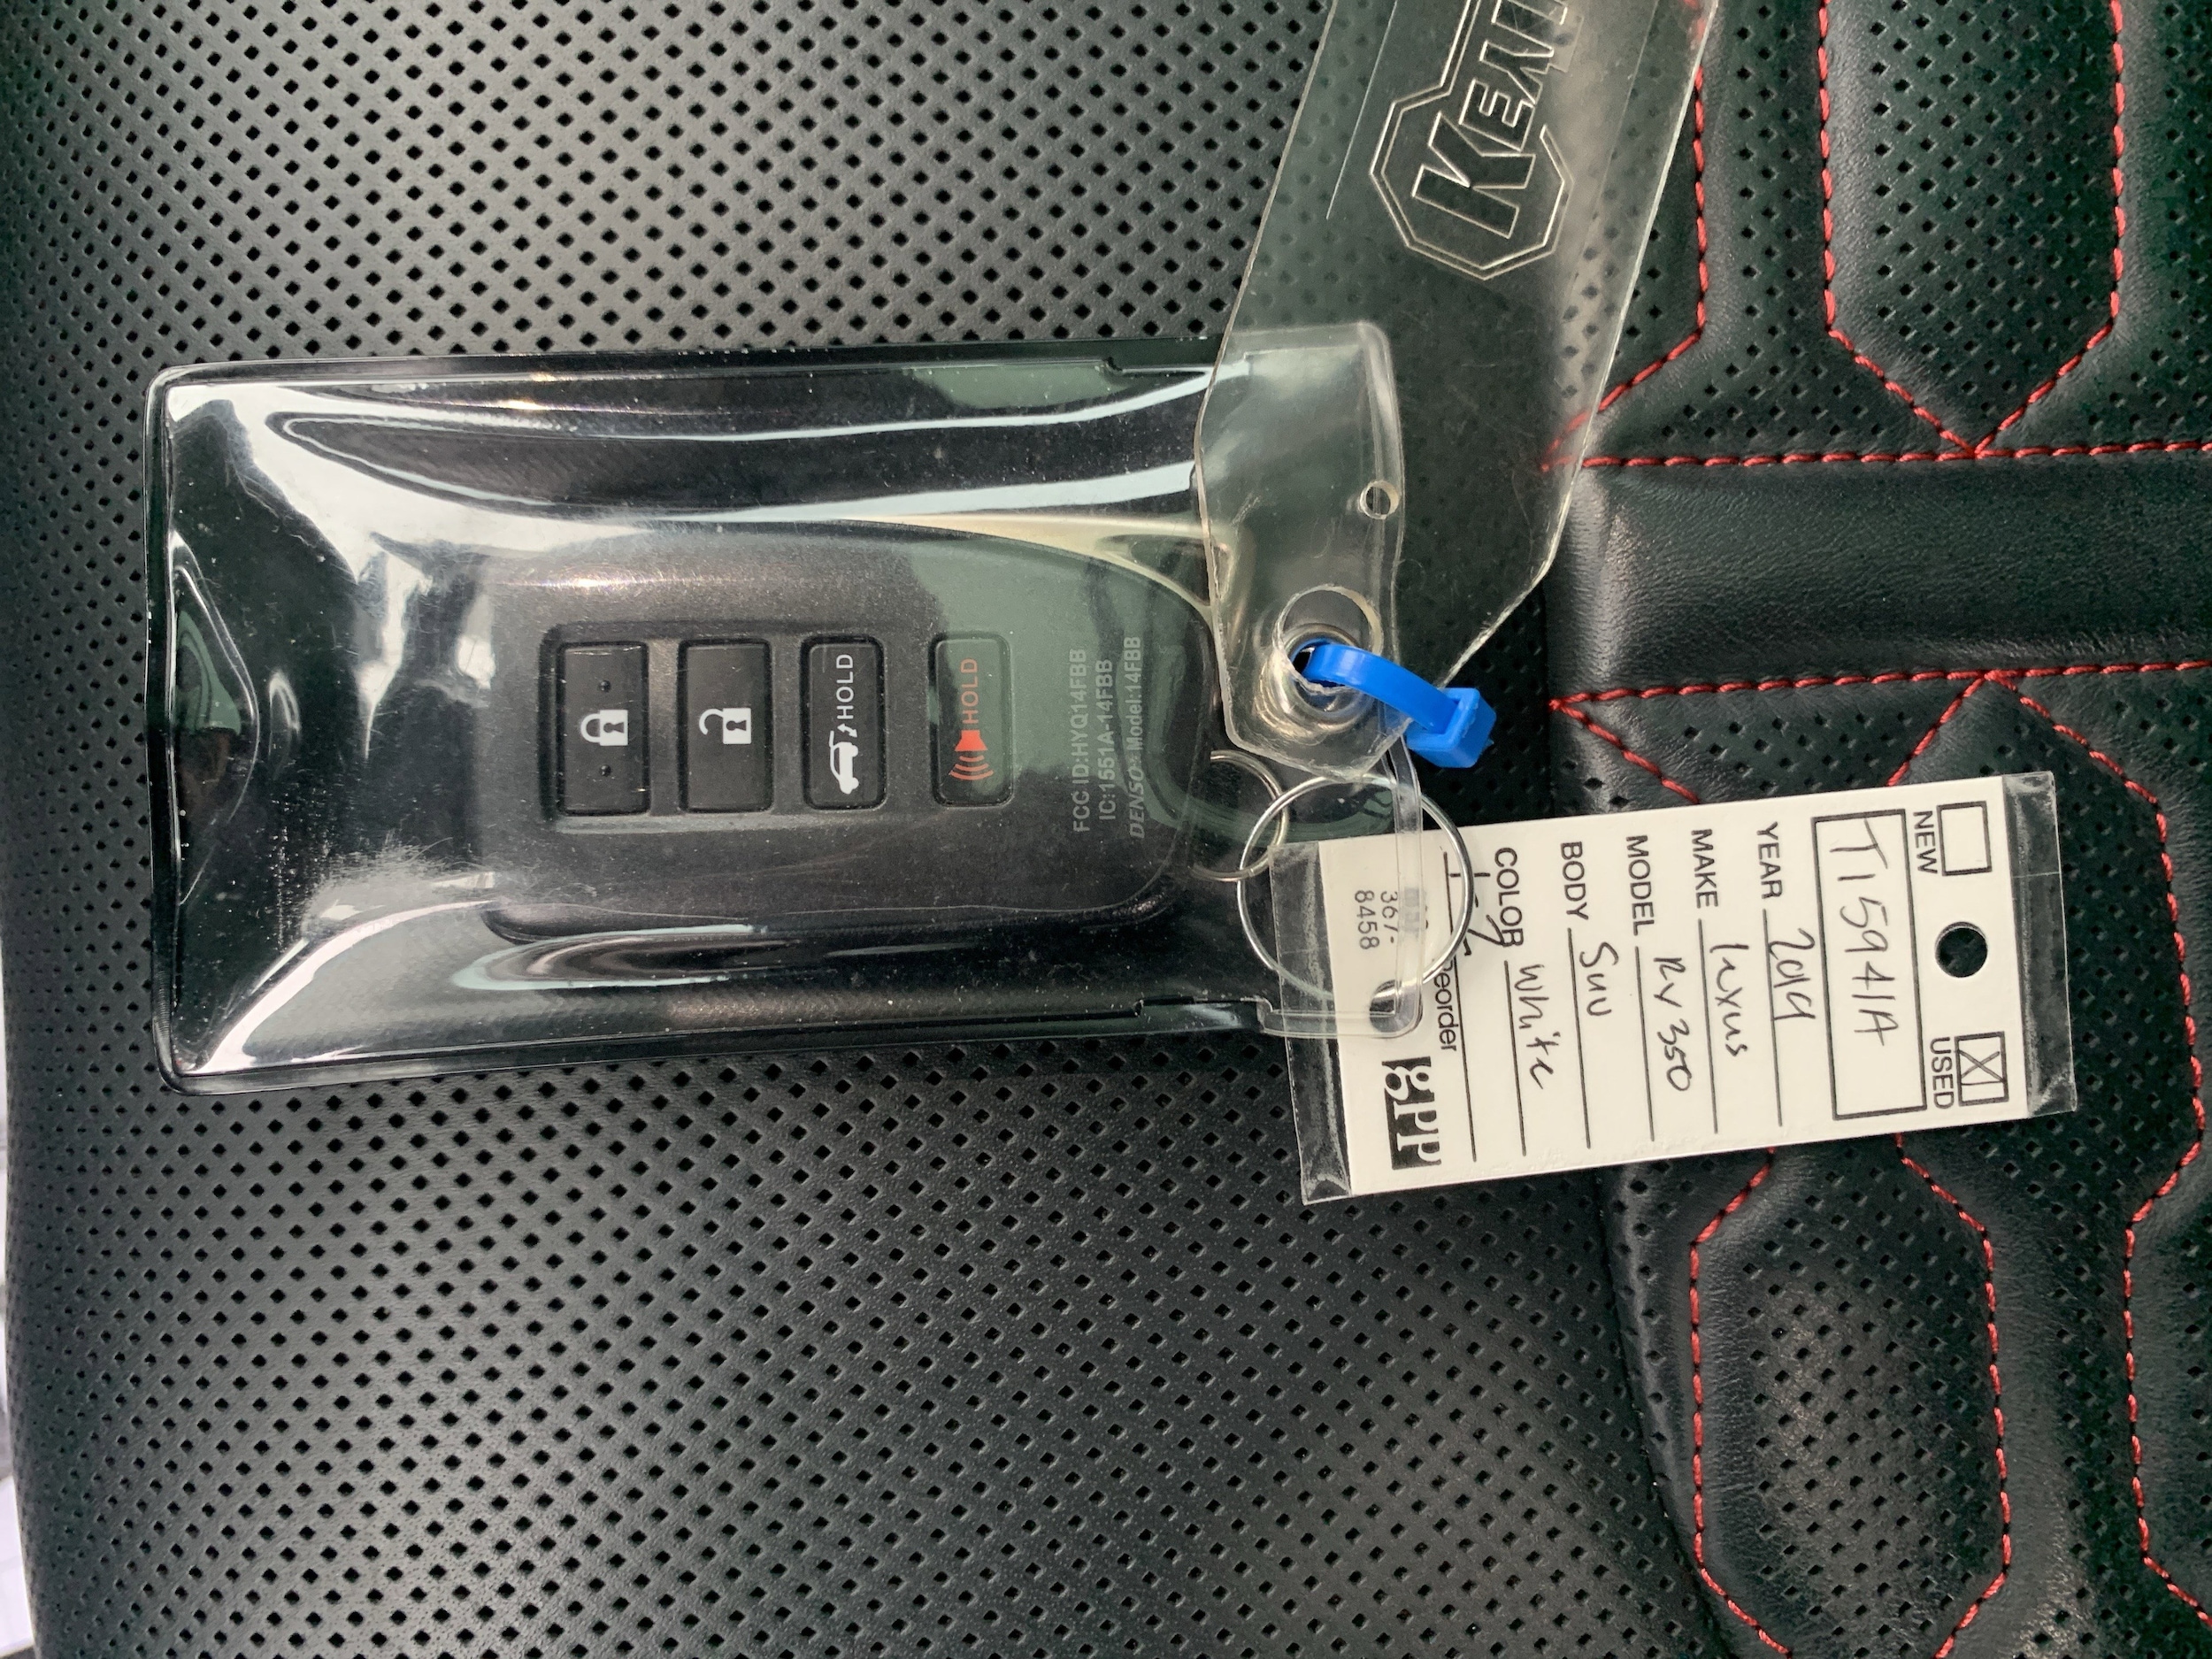 HOLD
HOLD
FCC ID:HYQ14FBB
IC:1551A-14FBB
DENSO Model:14FBB
NEW
USED
T15941A
YEAR 2019
MAKE lexus
MODEL RX 350
BODY SUV
COLOR White
Reorder
367-
8458
gPP